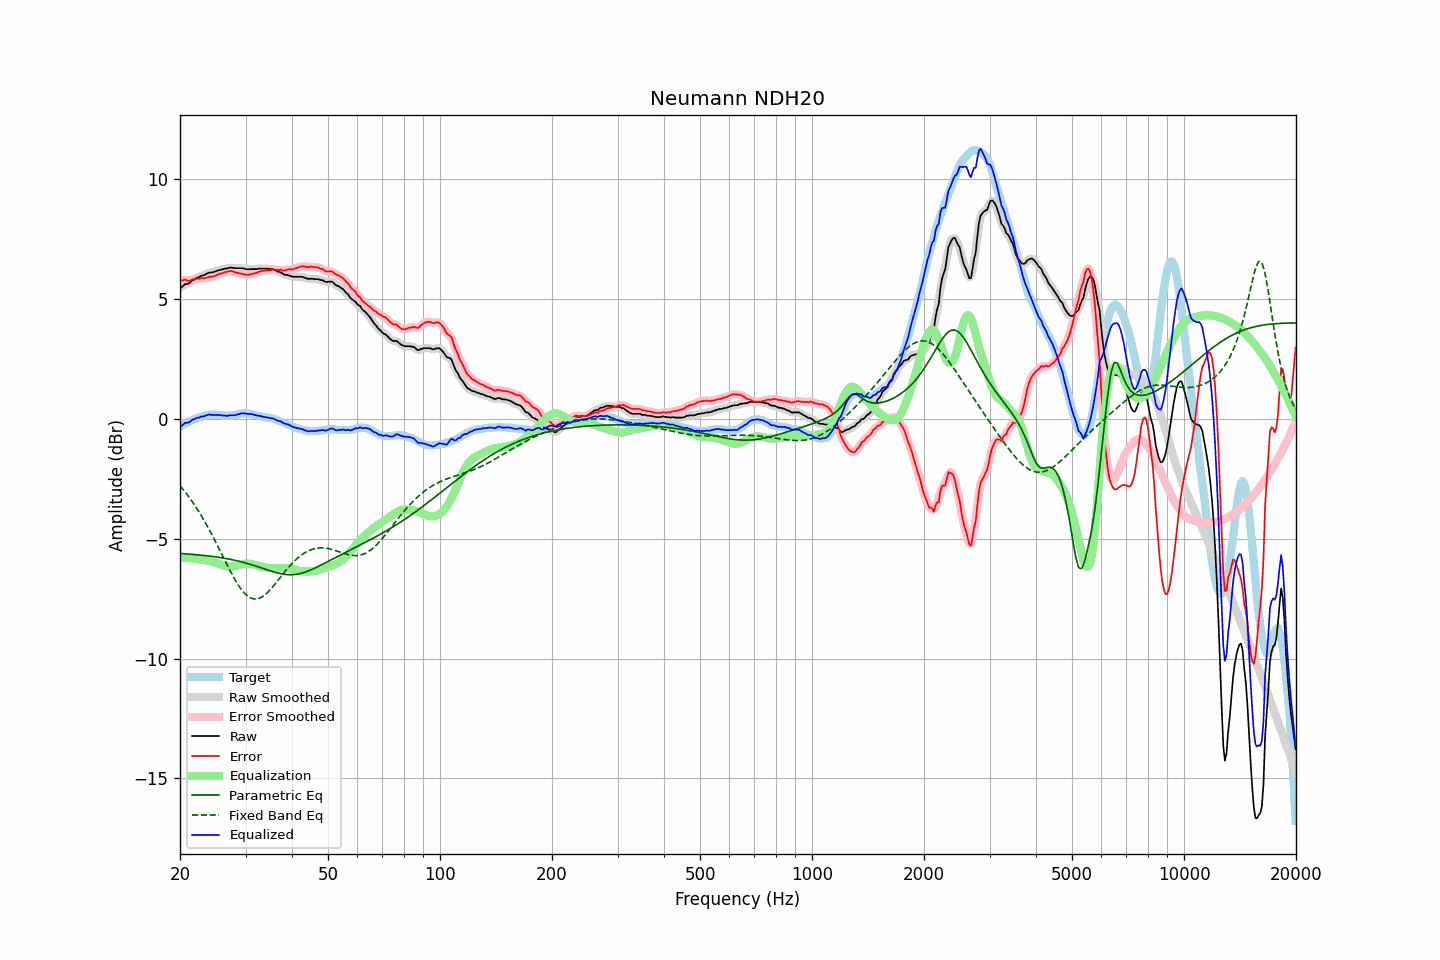 Neumann NDH20
Amplitude (dBr)
10
5
0
−5
−10
−15
Target
Raw Smoothed
Error Smoothed
Raw
Error
Equalization
Parametric Eq
Fixed Band Eq
Equalized
20 50 100 200 500 1000 2000 5000 10000 20000
Frequency (Hz)